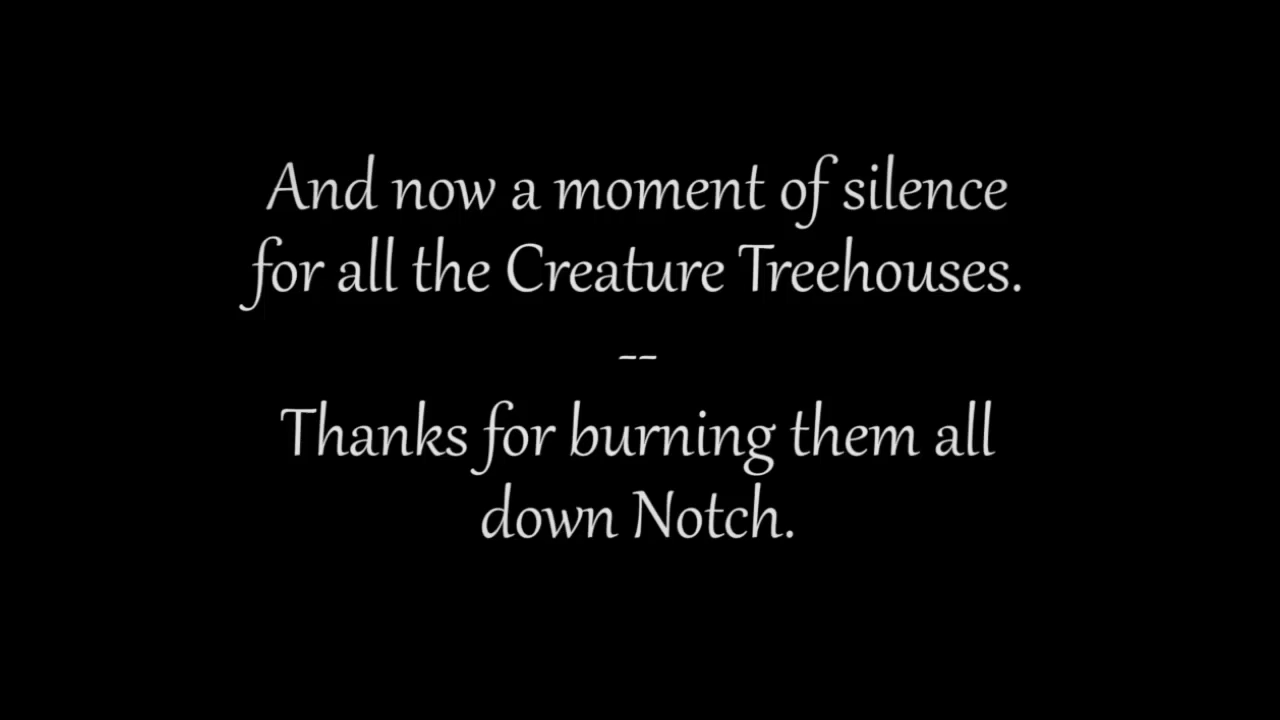 And now a moment of silence
for all the Creature Treehouses.
--
Thanks for burning them all
down Notch.